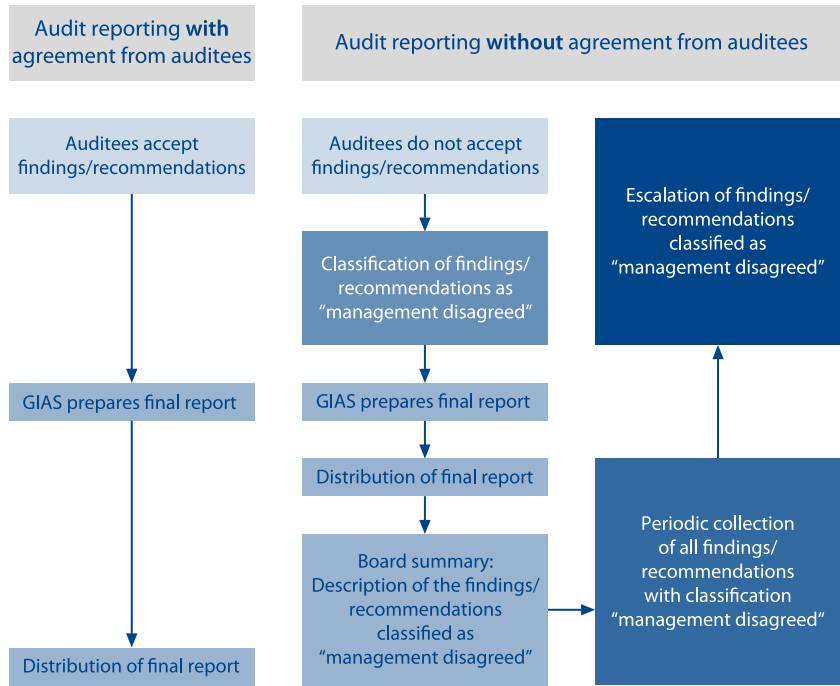 Audit reporting with
agreement from auditees
Audit reporting without agreement from auditees
Auditees accept
findings/recommendations
GIAS prepares final report
Distribution of final report
Auditees do not accept
findings/recommendations
Classification of findings/
recommendations as
“management disagreed”
GIAS prepares final report
Distribution of final report
Board summary:
Description of the findings/
recommendations
classified as
“management disagreed”
Periodic collection
of all findings/
recommendations
with classification
“management disagreed“
Escalation of findings/
recommendations
classified as
“management disagreed”